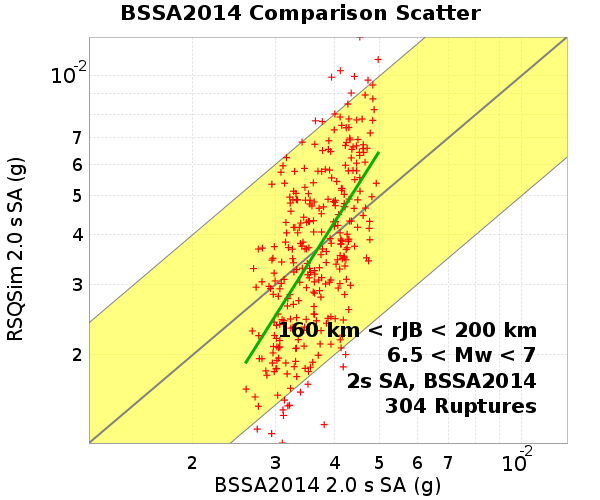 BSSA2014 Comparison Scatter
RSQSim 2.0 s SA (g)
10-2
7
6
5
4
3
2
160 km < rJB < 200 km
6.5 < Mw < 7
2s SA, BSSA2014
304 Ruptures
2 3 4 5 6 7 10-2
BSSA2014 2.0 s SA (g)